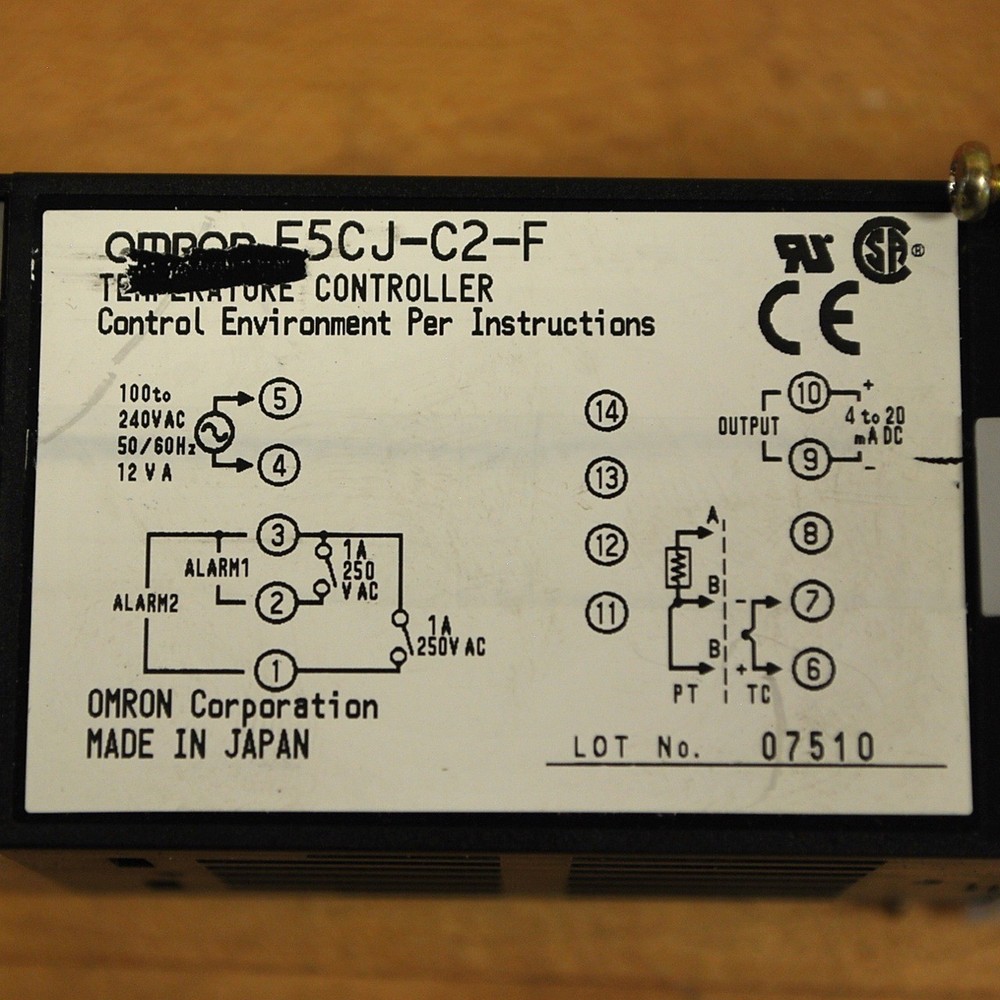 OMRON E5CJ-C2-F
TEMPERATURE CONTROLLER
Control Environment Per Instructions
CE
SA ®
100to
240VAC
50/60Hz
12 VA
5
4
3
2
1
ALARM1
ALARM2
1A
250
VAC
1A
250V AC
14
13
12
11
OUTPUT
10
9
+
4 to 20
mA DC
-
8
7
6
A
B
B
-
+
PT
TC
OMRON Corporation
MADE IN JAPAN
LOT No. 07510